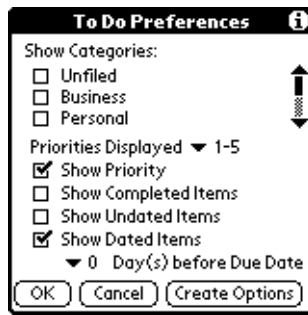 To Do Preferences
Show Categories:
Unfiled
Business
Personal
Priorities Displayed 1-5
Show Priority
Show Completed Items
Show Undated Items
Show Dated Items
0 Day(s) before Due Date
OK Cancel Create Options